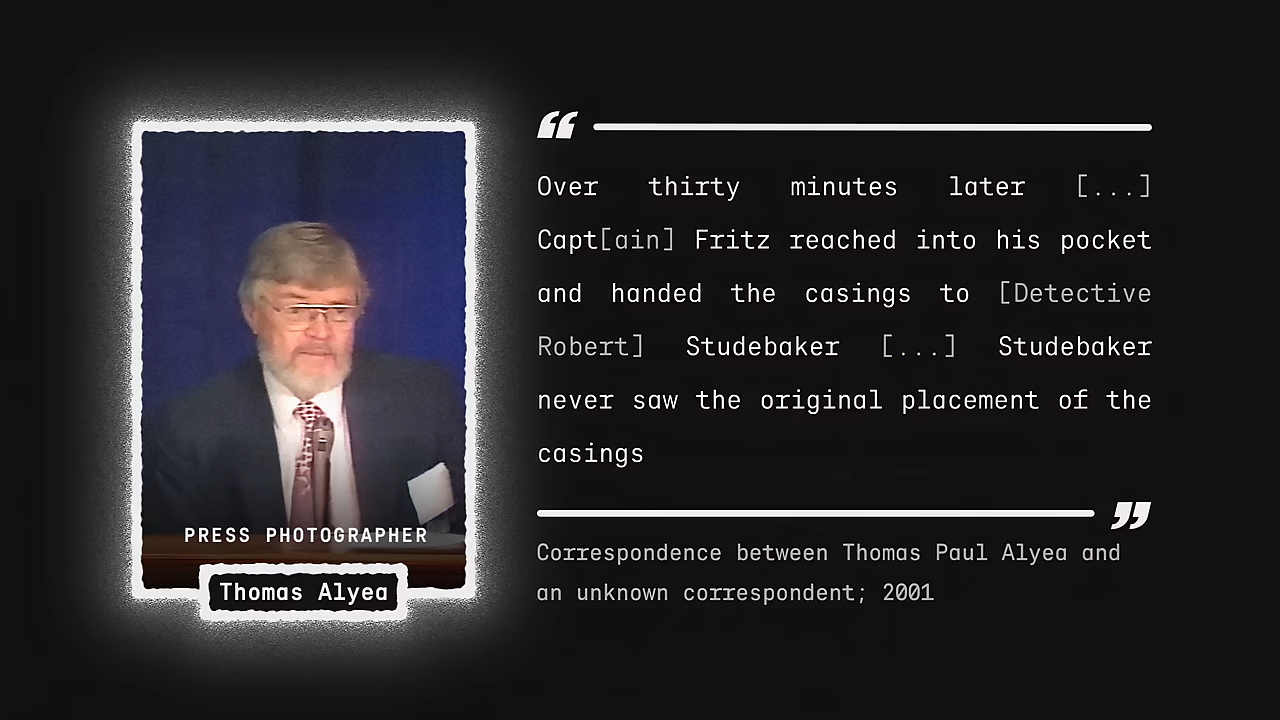 “
Over thirty minutes later [...]
Capt[ain] Fritz reached into his pocket
and handed the casings to [Detective
Robert] Studebaker [...] Studebaker
never saw the original placement of the
casings
”
Correspondence between Thomas Paul Alyea and
an unknown correspondent; 2001
PRESS PHOTOGRAPHER
Thomas Alyea